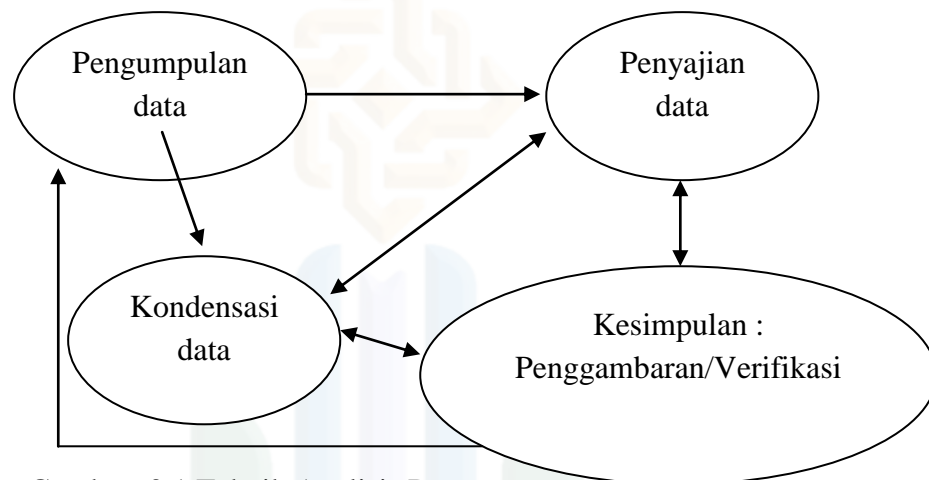 Pengumpulan
data
Penyajian
data
Kondensasi
data
Kesimpulan :
Penggambaran/Verifikasi